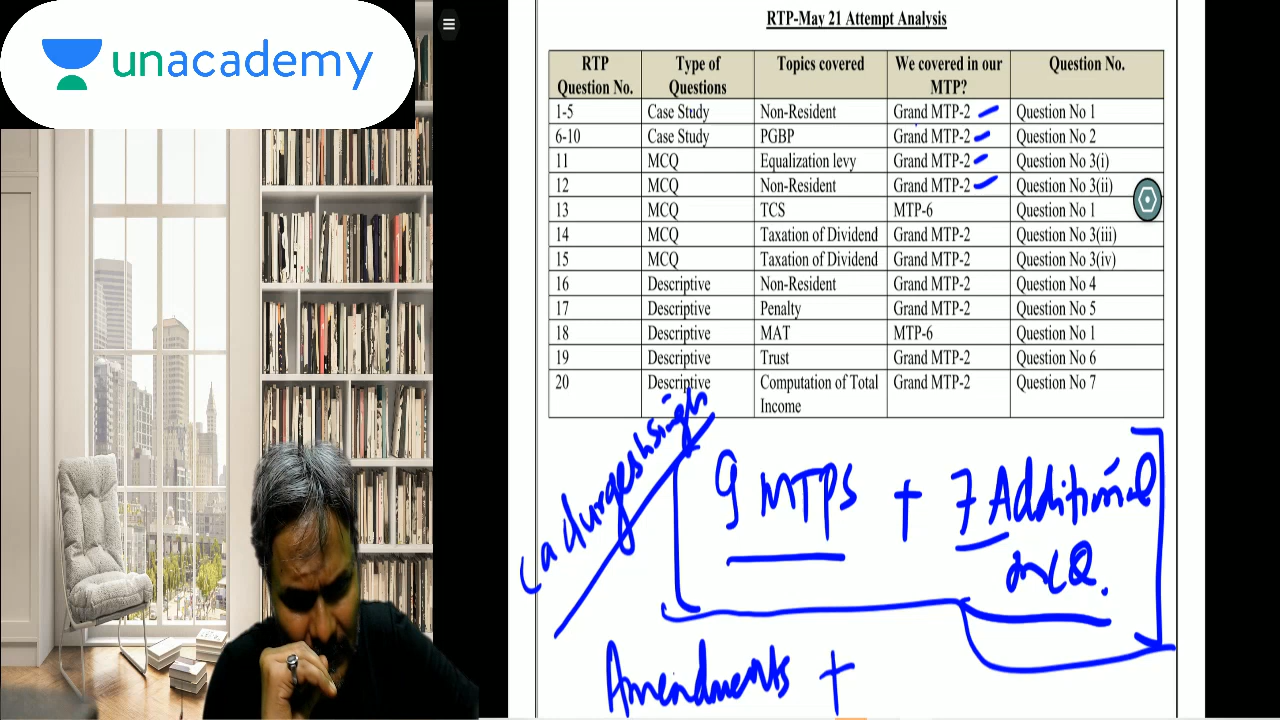 unacademy
RTP-May 21 Attempt Analysis
RTP Question No. Type of Questions Topics covered We covered in our MTP? Question No.
1-5 Case Study Non-Resident Grand MTP-2 Question No 1
6-10 Case Study PGBP Grand MTP-2 Question No 2
11 MCQ Equalization levy Grand MTP-2 Question No 3(i)
12 MCQ Non-Resident Grand MTP-2 Question No 3(ii)
13 MCQ TCS MTP-6 Question No 1
14 MCQ Taxation of Dividend Grand MTP-2 Question No 3(iii)
15 MCQ Taxation of Dividend Grand MTP-2 Question No 3(iv)
16 Descriptive Non-Resident Grand MTP-2 Question No 4
17 Descriptive Penalty Grand MTP-2 Question No 5
18 Descriptive MAT MTP-6 Question No 1
19 Descriptive Trust Grand MTP-2 Question No 6
20 Descriptive Computation of Total Income Grand MTP-2 Question No 7
cadurgeshsingh
9 MTPs + 7 Additional
MCQ.
Amendments +